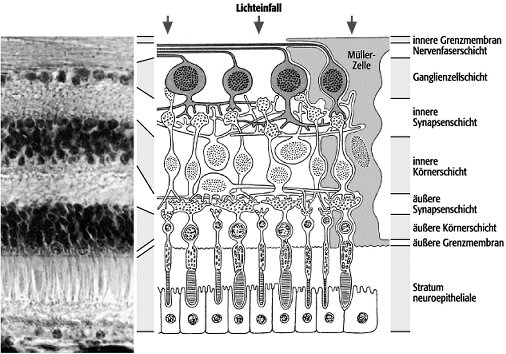 Lichteinfall
innere Grenzmembran
Nervenfaserschicht
Müller-
Zelle
Ganglienzellschicht
innere
Synapsenschicht
innere
Körnerschicht
äußere
Synapsenschicht
äußere Körnerschicht
äußere Grenzmembran
Stratum
neuroepitheliale